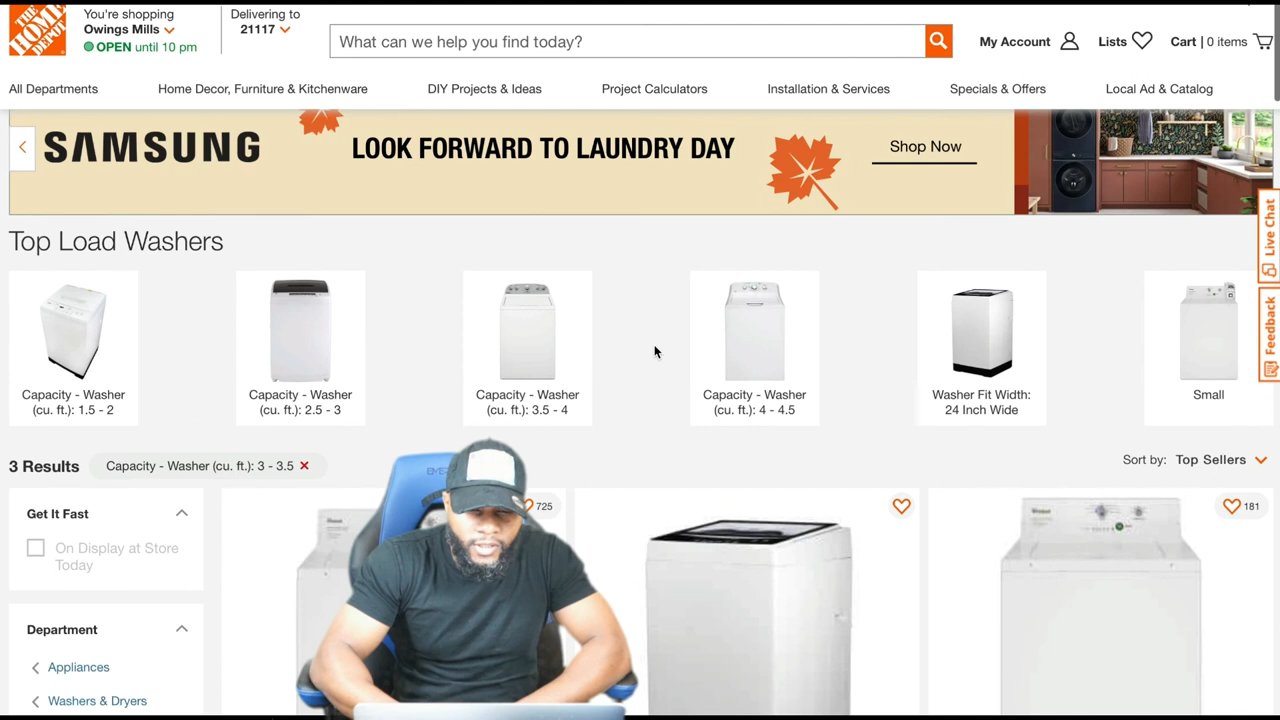 THE HOME DEPOT
You're shopping
Owings Mills
OPEN until 10 pm
Delivering to
21117
What can we help you find today?
My Account
Lists
Cart | 0 items
All Departments
Home Decor, Furniture & Kitchenware
DIY Projects & Ideas
Project Calculators
Installation & Services
Specials & Offers
Local Ad & Catalog
SAMSUNG
LOOK FORWARD TO LAUNDRY DAY
Shop Now
Live Chat
Feedback
Top Load Washers
Capacity - Washer
(cu. ft.): 1.5 - 2
Capacity - Washer
(cu. ft.): 2.5 - 3
Capacity - Washer
(cu. ft.): 3.5 - 4
Capacity - Washer
(cu. ft.): 4 - 4.5
Washer Fit Width:
24 Inch Wide
Small
3 Results
Capacity - Washer (cu. ft.): 3 - 3.5
Sort by: Top Sellers
Get It Fast
On Display at Store
Today
Department
Appliances
Washers & Dryers
725
181